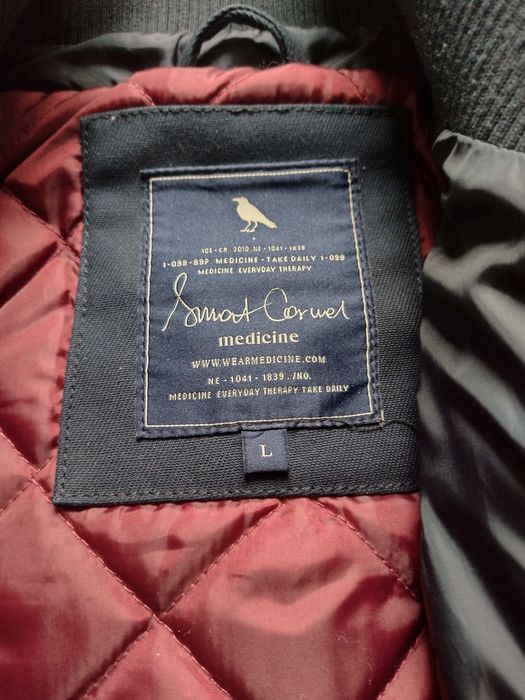 105 - CR. 2010. NE - 1041 - 1839
1-098-89P MEDICINE - TAKE DAILY 1-098
MEDICINE EVERYDAY THERAPY
Smart Cornel
medicine
WWW.WEARMEDICINE.COM
NE - 1041 - 1839 . /NO.
MEDICINE EVERYDAY THERAPY TAKE DAILY
L